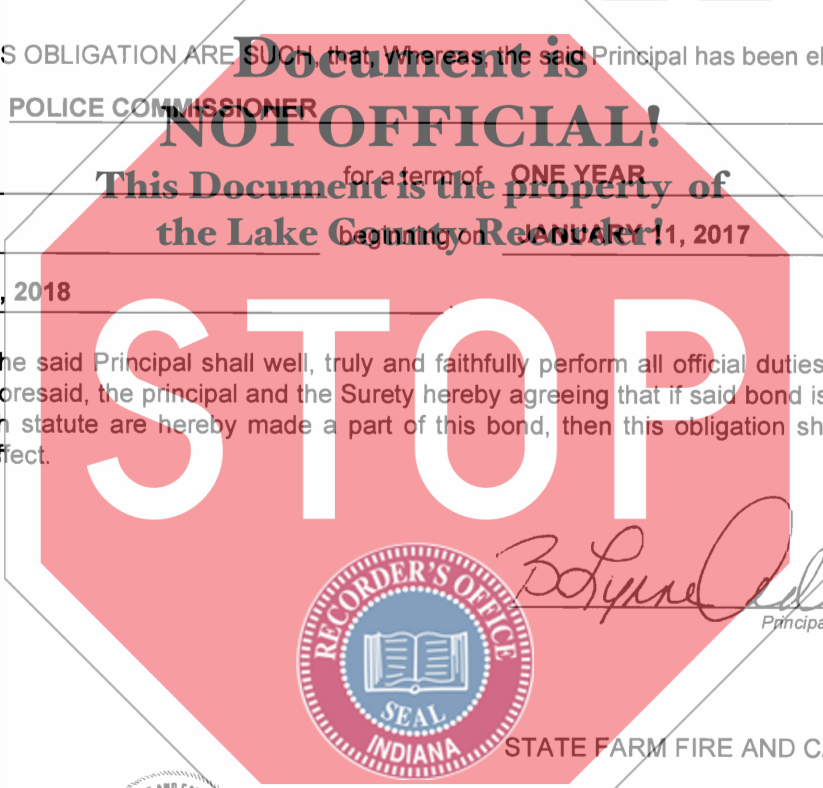 S OBLIGATION ARE SUCH, that, Whereas, the said Principal has been el
Document is
POLICE COMMISSIONER
NOT OFFICIAL!
for a term of ONE YEAR
This Document is the property of
the Lake County Recorder!
beginning on JANUARY 11, 2017
, 2018
STOP
he said Principal shall well, truly and faithfully perform all official duties
oresaid, the principal and the Surety hereby agreeing that if said bond is
n statute are hereby made a part of this bond, then this obligation sh
fect.
B Lynne
Principa
RECORDER'S OFFICE
SEAL
INDIANA
STATE FARM FIRE AND CA